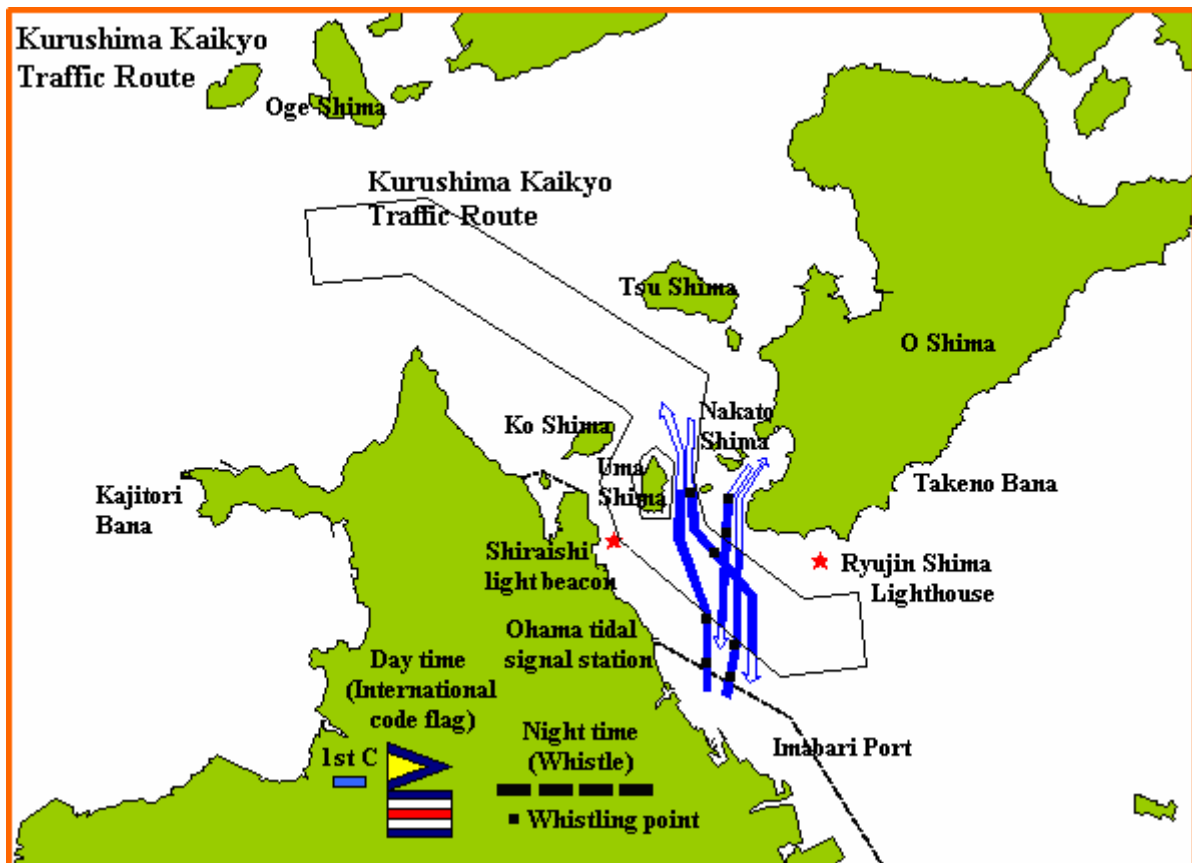 Kurushima Kaikyo
Traffic Route
Oge Shima
Kurushima Kaikyo
Traffic Route
Tsu Shima
O Shima
Nakato
Shima
Ko Shima
Uma
Shima
Kajitori
Bana
Takeno Bana
Shiraishi
light beacon
Ryujin Shima
Lighthouse
Ohama tidal
signal station
Day time
(International
code flag)
Night time
(Whistle)
Imabari Port
1st C
Whistling point